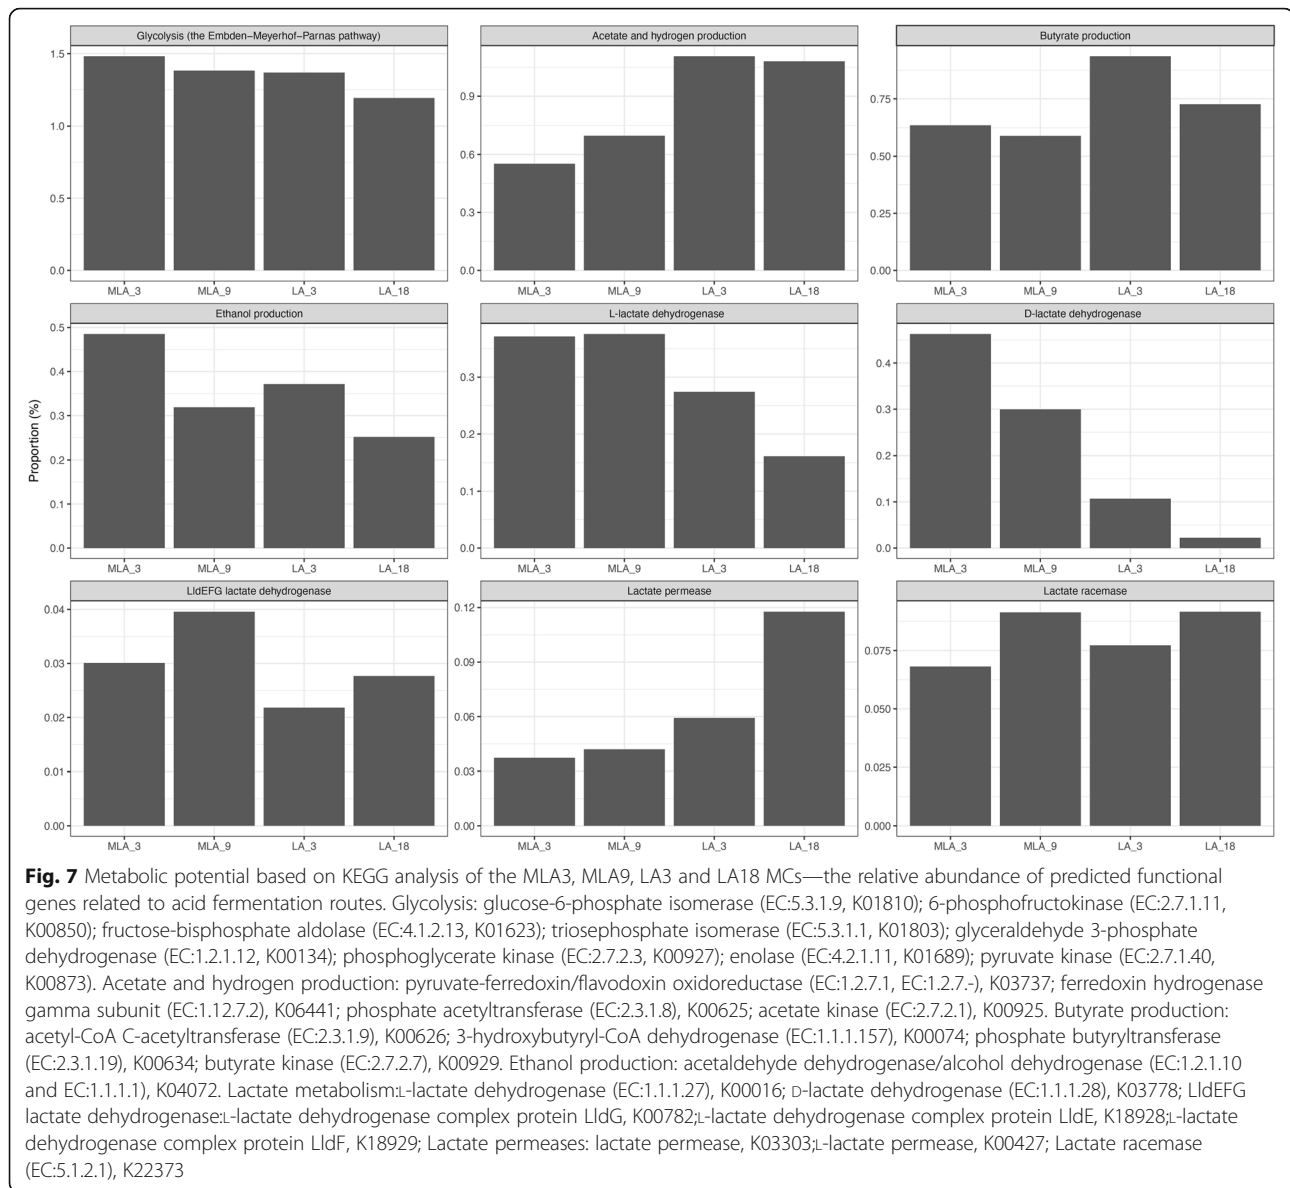 Glycolysis (the Embden−Meyerhof−Parnas pathway)
Acetate and hydrogen production
Butyrate production
1.5
1.0
0.5
0.0
0.9
0.6
0.3
0.0
0.75
0.50
0.25
0.00
MLA_3 MLA_9 LA_3 LA_18
MLA_3 MLA_9 LA_3 LA_18
MLA_3 MLA_9 LA_3 LA_18
Proportion (%)
Ethanol production
L-lactate dehydrogenase
D-lactate dehydrogenase
0.5
0.4
0.3
0.2
0.1
0.0
0.3
0.2
0.1
0.0
0.4
0.3
0.2
0.1
0.0
MLA_3 MLA_9 LA_3 LA_18
MLA_3 MLA_9 LA_3 LA_18
MLA_3 MLA_9 LA_3 LA_18
LldEFG lactate dehydrogenase
Lactate permease
Lactate racemase
0.04
0.03
0.02
0.01
0.00
0.12
0.09
0.06
0.03
0.00
0.075
0.050
0.025
0.000
MLA_3 MLA_9 LA_3 LA_18
MLA_3 MLA_9 LA_3 LA_18
MLA_3 MLA_9 LA_3 LA_18
Fig. 7 Metabolic potential based on KEGG analysis of the MLA3, MLA9, LA3 and LA18 MCs—the relative abundance of predicted functional
genes related to acid fermentation routes. Glycolysis: glucose-6-phosphate isomerase (EC:5.3.1.9, K01810); 6-phosphofructokinase (EC:2.7.1.11,
K00850); fructose-bisphosphate aldolase (EC:4.1.2.13, K01623); triosephosphate isomerase (EC:5.3.1.1, K01803); glyceraldehyde 3-phosphate
dehydrogenase (EC:1.2.1.12, K00134); phosphoglycerate kinase (EC:2.7.2.3, K00927); enolase (EC:4.2.1.11, K01689); pyruvate kinase (EC:2.7.1.40,
K00873). Acetate and hydrogen production: pyruvate-ferredoxin/flavodoxin oxidoreductase (EC:1.2.7.1, EC:1.2.7.-), K03737; ferredoxin hydrogenase
gamma subunit (EC:1.12.7.2), K06441; phosphate acetyltransferase (EC:2.3.1.8), K00625; acetate kinase (EC:2.7.2.1), K00925. Butyrate production:
acetyl-CoA C-acetyltransferase (EC:2.3.1.9), K00626; 3-hydroxybutyryl-CoA dehydrogenase (EC:1.1.1.157), K00074; phosphate butyryltransferase
(EC:2.3.1.19), K00634; butyrate kinase (EC:2.7.2.7), K00929. Ethanol production: acetaldehyde dehydrogenase/alcohol dehydrogenase (EC:1.2.1.10
and EC:1.1.1.1), K04072. Lactate metabolism:L-lactate dehydrogenase (EC:1.1.1.27), K00016; D-lactate dehydrogenase (EC:1.1.1.28), K03778; LldEFG
lactate dehydrogenase:L-lactate dehydrogenase complex protein LldG, K00782;L-lactate dehydrogenase complex protein LldE, K18928;L-lactate
dehydrogenase complex protein LldF, K18929; Lactate permeases: lactate permease, K03303;L-lactate permease, K00427; Lactate racemase
(EC:5.1.2.1), K22373